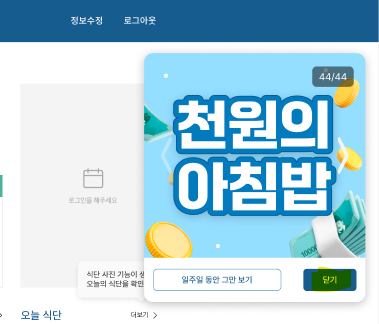 정보수정 로그아웃
44/44
천원의
아침밥
로그인을 해주세요
일주일 동안 그만 보기 닫기
식단 사진 기능이
오늘의 식단을 확인
오늘 식단 더보기 >